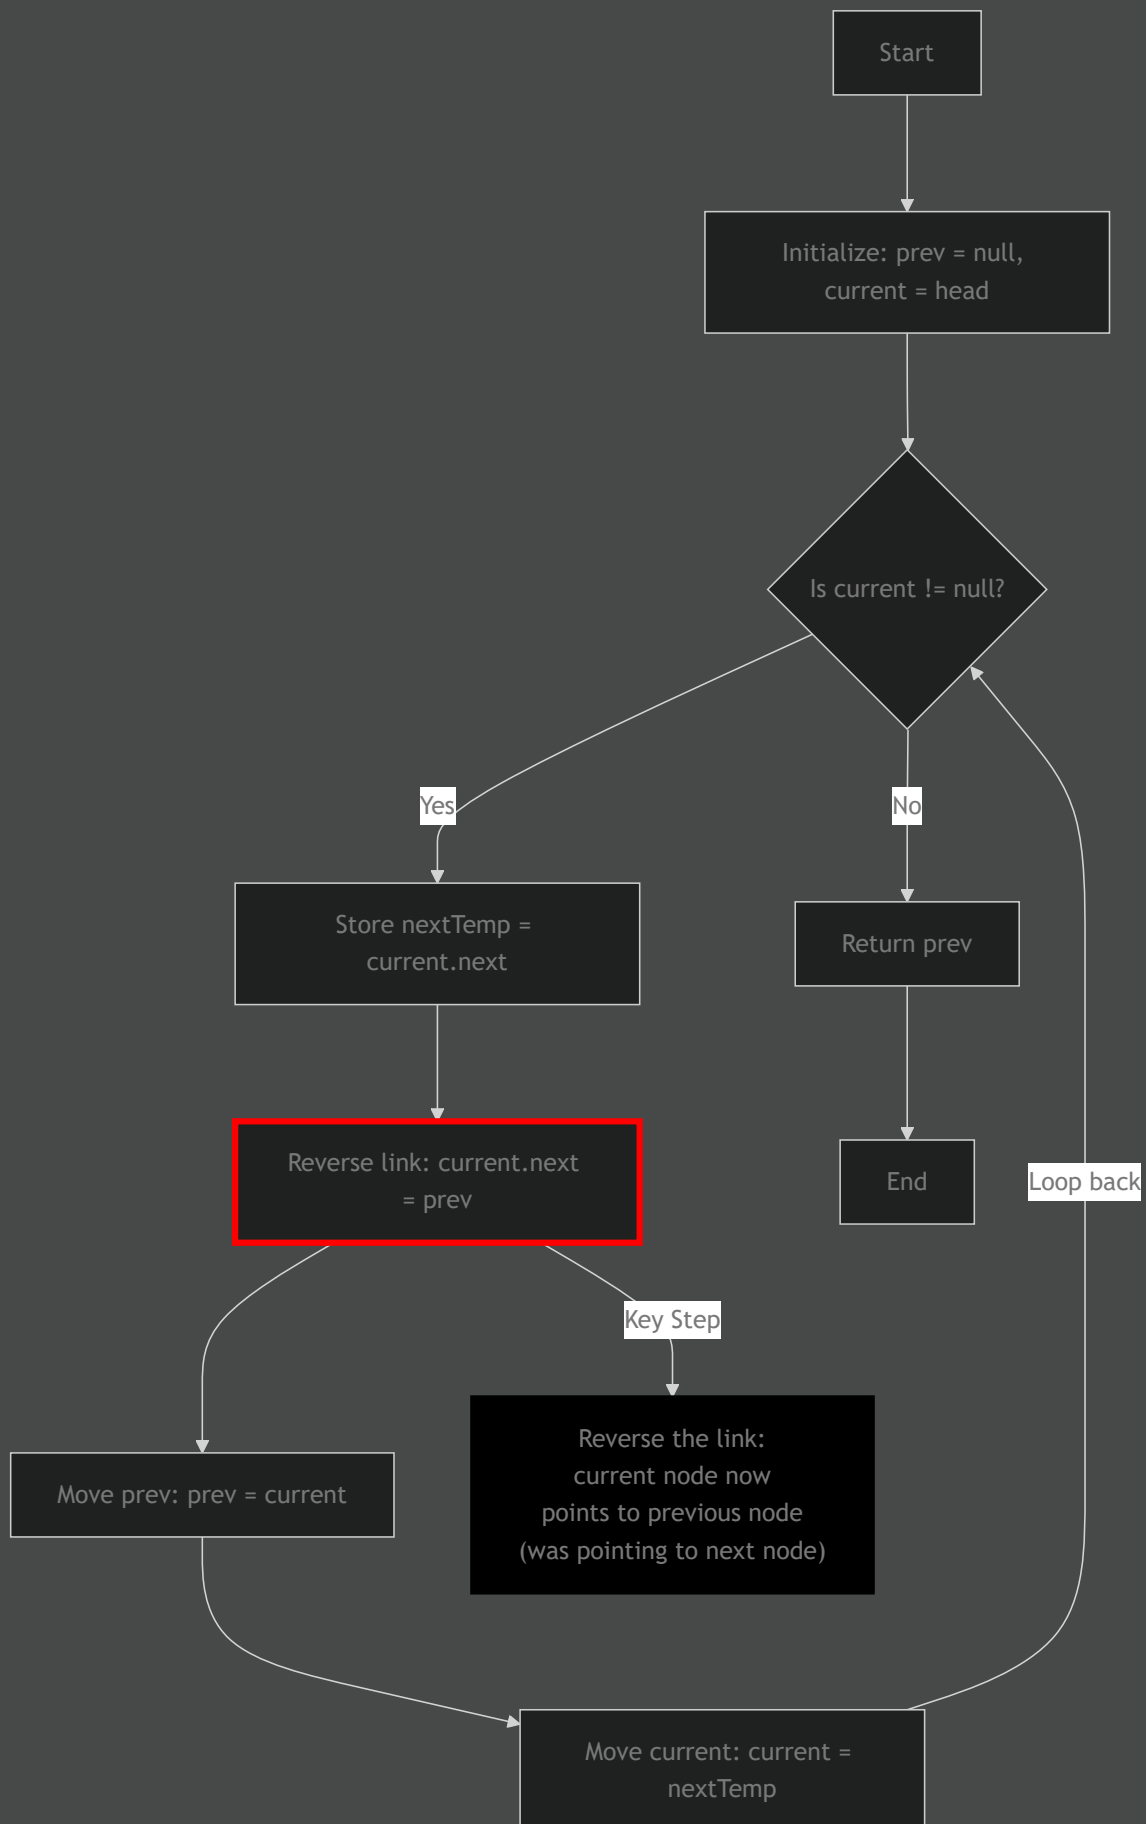 Start
Initialize: prev = null,
current = head
Is current != null?
Yes
No
Store nextTemp =
current.next
Return prev
Reverse link: current.next
= prev
End
Loop back
Key Step
Reverse the link:
current node now
points to previous node
(was pointing to next node)
Move prev: prev = current
Move current: current =
nextTemp